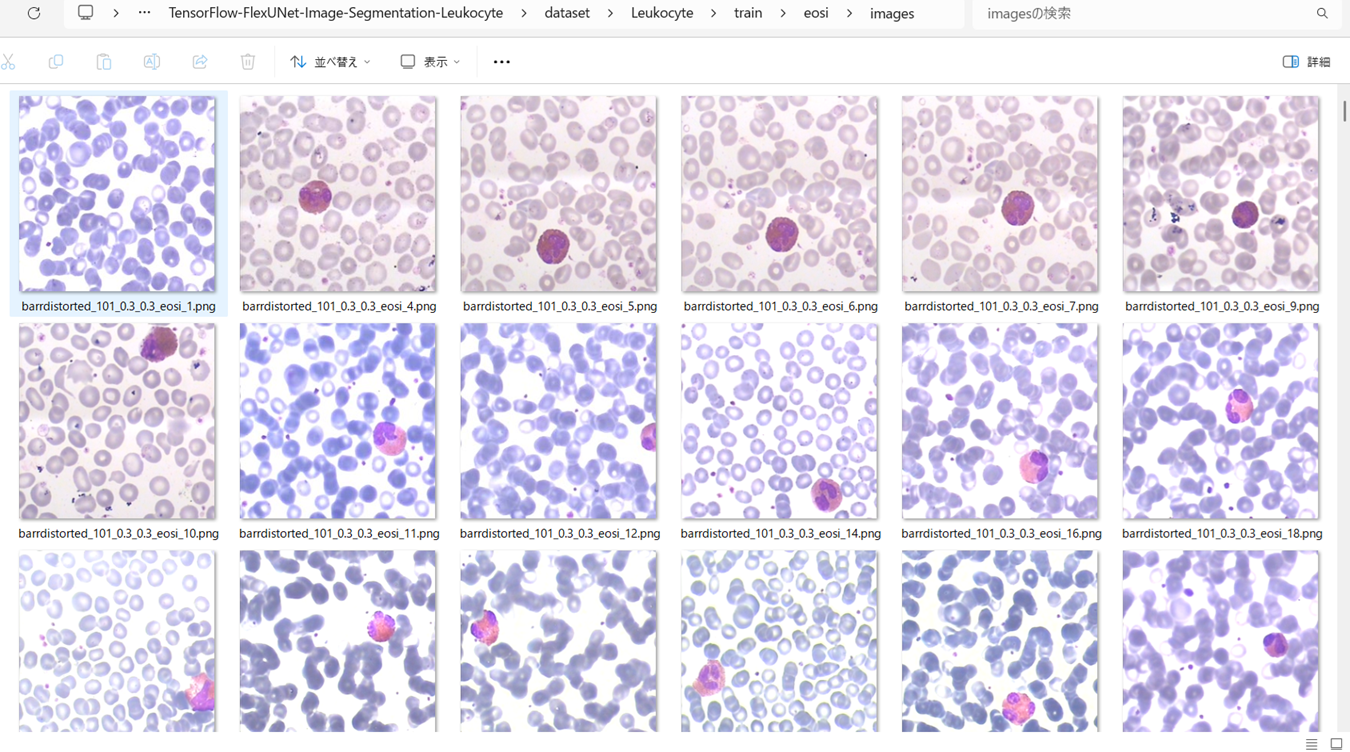 TensorFlow-FlexUNet-Image-Segmentation-Leukocyte > dataset > Leukocyte > train > eosi > images
imagesの検索
並べ替え
表示
詳細
barrdistorted_101_0.3_0.3_eosi_1.png
barrdistorted_101_0.3_0.3_eosi_4.png
barrdistorted_101_0.3_0.3_eosi_5.png
barrdistorted_101_0.3_0.3_eosi_6.png
barrdistorted_101_0.3_0.3_eosi_7.png
barrdistorted_101_0.3_0.3_eosi_9.png
barrdistorted_101_0.3_0.3_eosi_10.png
barrdistorted_101_0.3_0.3_eosi_11.png
barrdistorted_101_0.3_0.3_eosi_12.png
barrdistorted_101_0.3_0.3_eosi_14.png
barrdistorted_101_0.3_0.3_eosi_16.png
barrdistorted_101_0.3_0.3_eosi_18.png